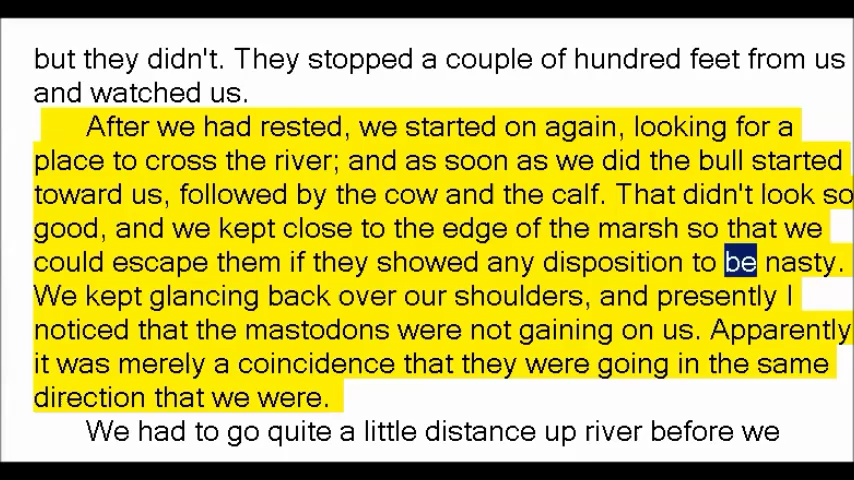 but they didn't. They stopped a couple of hundred feet from us
and watched us.
After we had rested, we started on again, looking for a
place to cross the river; and as soon as we did the bull started
toward us, followed by the cow and the calf. That didn't look so
good, and we kept close to the edge of the marsh so that we
could escape them if they showed any disposition to be nasty.
We kept glancing back over our shoulders, and presently I
noticed that the mastodons were not gaining on us. Apparently
it was merely a coincidence that they were going in the same
direction that we were.
We had to go quite a little distance up river before we